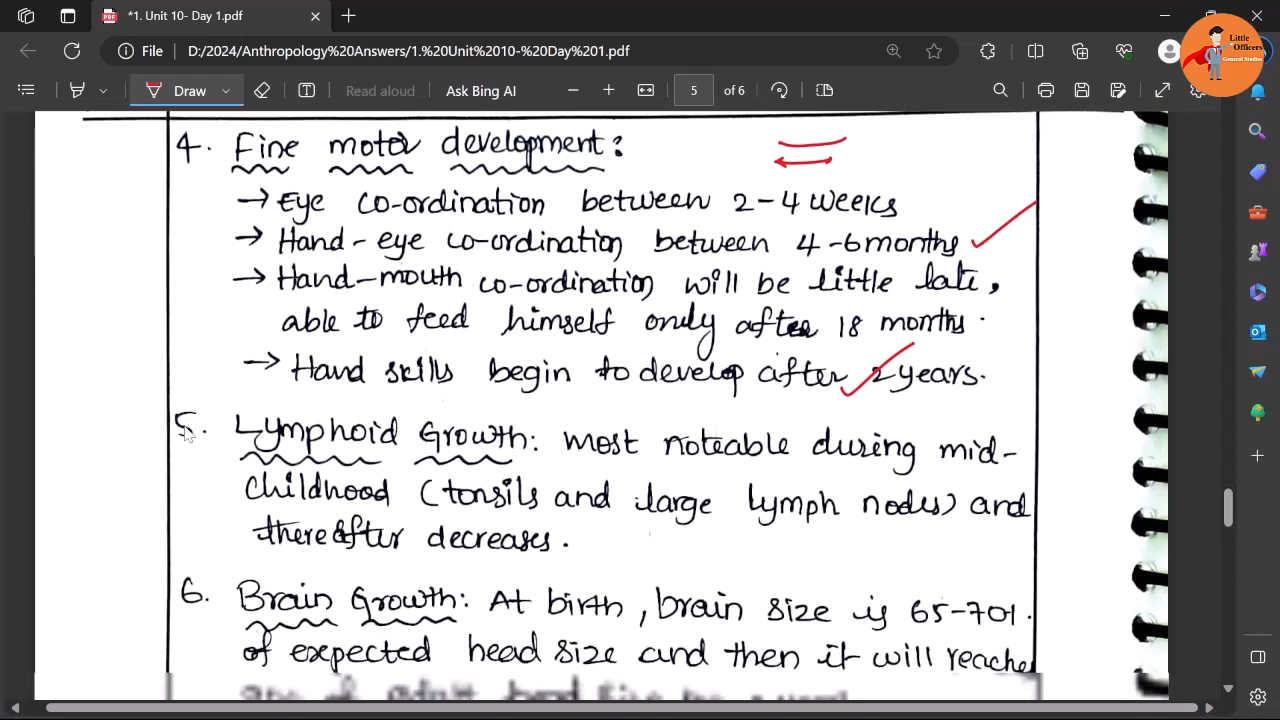 *1. Unit 10- Day 1.pdf
File D:/2024/Anthropology%20Answers/1.%20Unit%2010-%20Day%201.pdf
Little Officers
General Studies
Draw Read aloud Ask Bing AI 5 of 6
4. Fine motor development:
→ Eye co-ordination between 2-4 weeks
→ Hand-eye co-ordination between 4-6 months
→ Hand-mouth co-ordination will be little late,
able to feed himself only after 18 months.
→ Hand skills begin to develop after 2 years.
5. Lymphoid Growth: most noteable during mid-
childhood (tonsils and large lymph nodes) and
thereafter decreases.
6. Brain Growth: At birth, brain size is 65-70%.
of expected head size and then it will reache